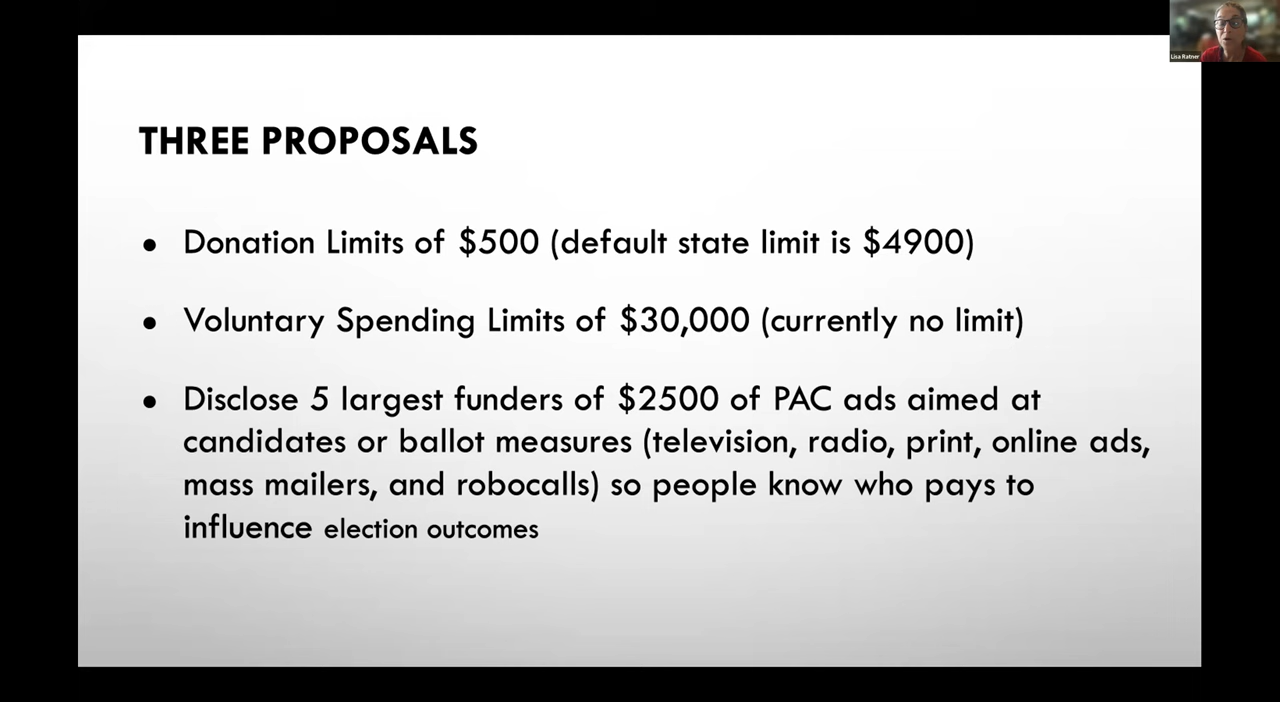 Lisa Ratner
THREE PROPOSALS
• Donation Limits of $500 (default state limit is $4900)
• Voluntary Spending Limits of $30,000 (currently no limit)
• Disclose 5 largest funders of $2500 of PAC ads aimed at
candidates or ballot measures (television, radio, print, online ads,
mass mailers, and robocalls) so people know who pays to
influence election outcomes